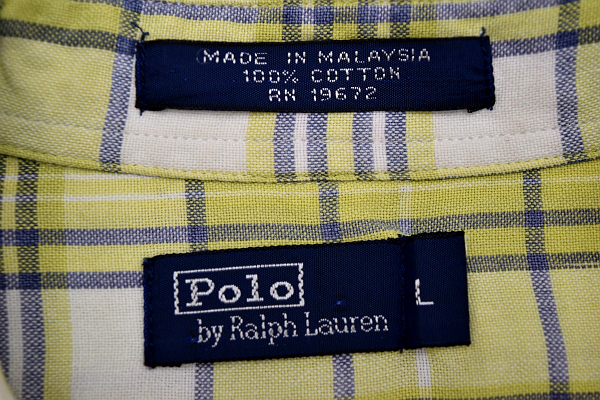 MADE IN MALAYSIA
100% COTTON
RN 19672
Polo
by Ralph Lauren
L